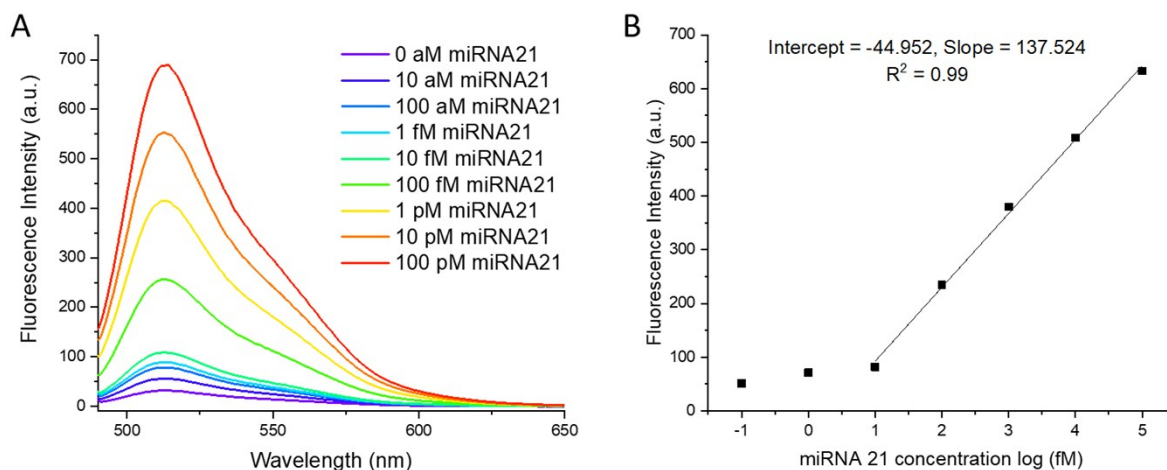 A
700
600
500
400
300
200
100
0
Fluorescence Intensity (a.u.)
0 aM miRNA21
10 aM miRNA21
100 aM miRNA21
1 fM miRNA21
10 fM miRNA21
100 fM miRNA21
1 pM miRNA21
10 pM miRNA21
100 pM miRNA21
500 550 600 650
Wavelength (nm)
B
700
600
500
400
300
200
100
0
Fluorescence Intensity (a.u.)
Intercept = -44.952, Slope = 137.524
R² = 0.99
-1 0 1 2 3 4 5
miRNA 21 concentration log (fM)